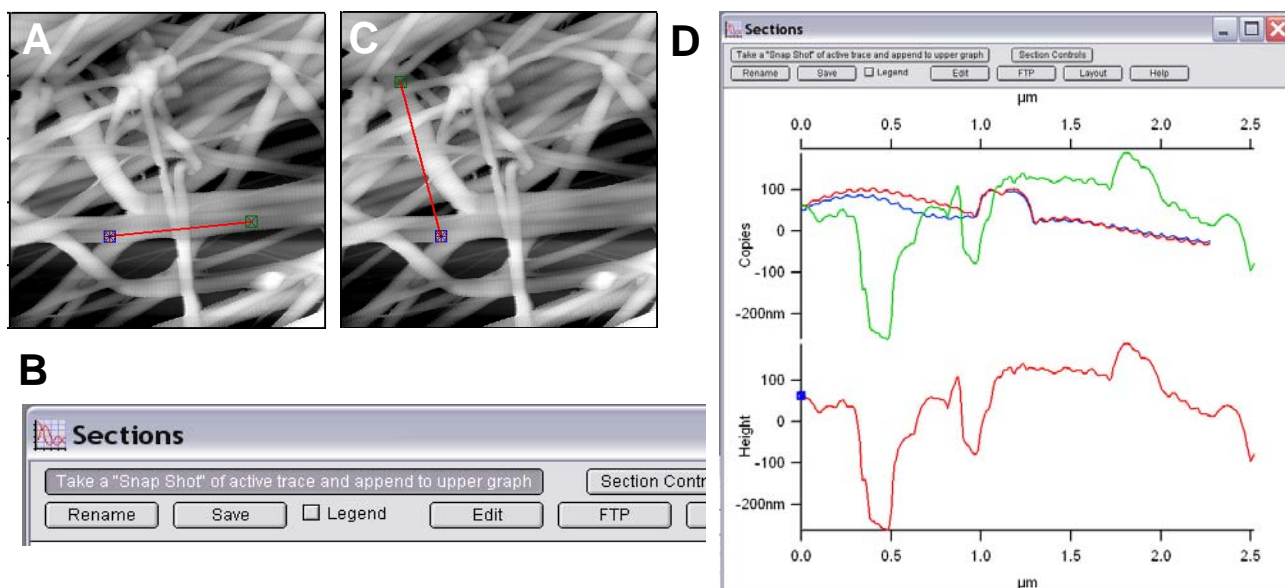 A
C
B
Sections
Take a "Snap Shot" of active trace and append to upper graph
Section Contr
Rename Save Legend Edit FTP
D
Sections
Take a "Snap Shot" of active trace and append to upper graph Section Controls
Rename Save Legend Edit FTP Layout Help
µm
0.0 0.5 1.0 1.5 2.0 2.5
100
0
-100
-200nm
Copies
100
0
-100
-200nm
Height
0.0 0.5 1.0 1.5 2.0 2.5
µm